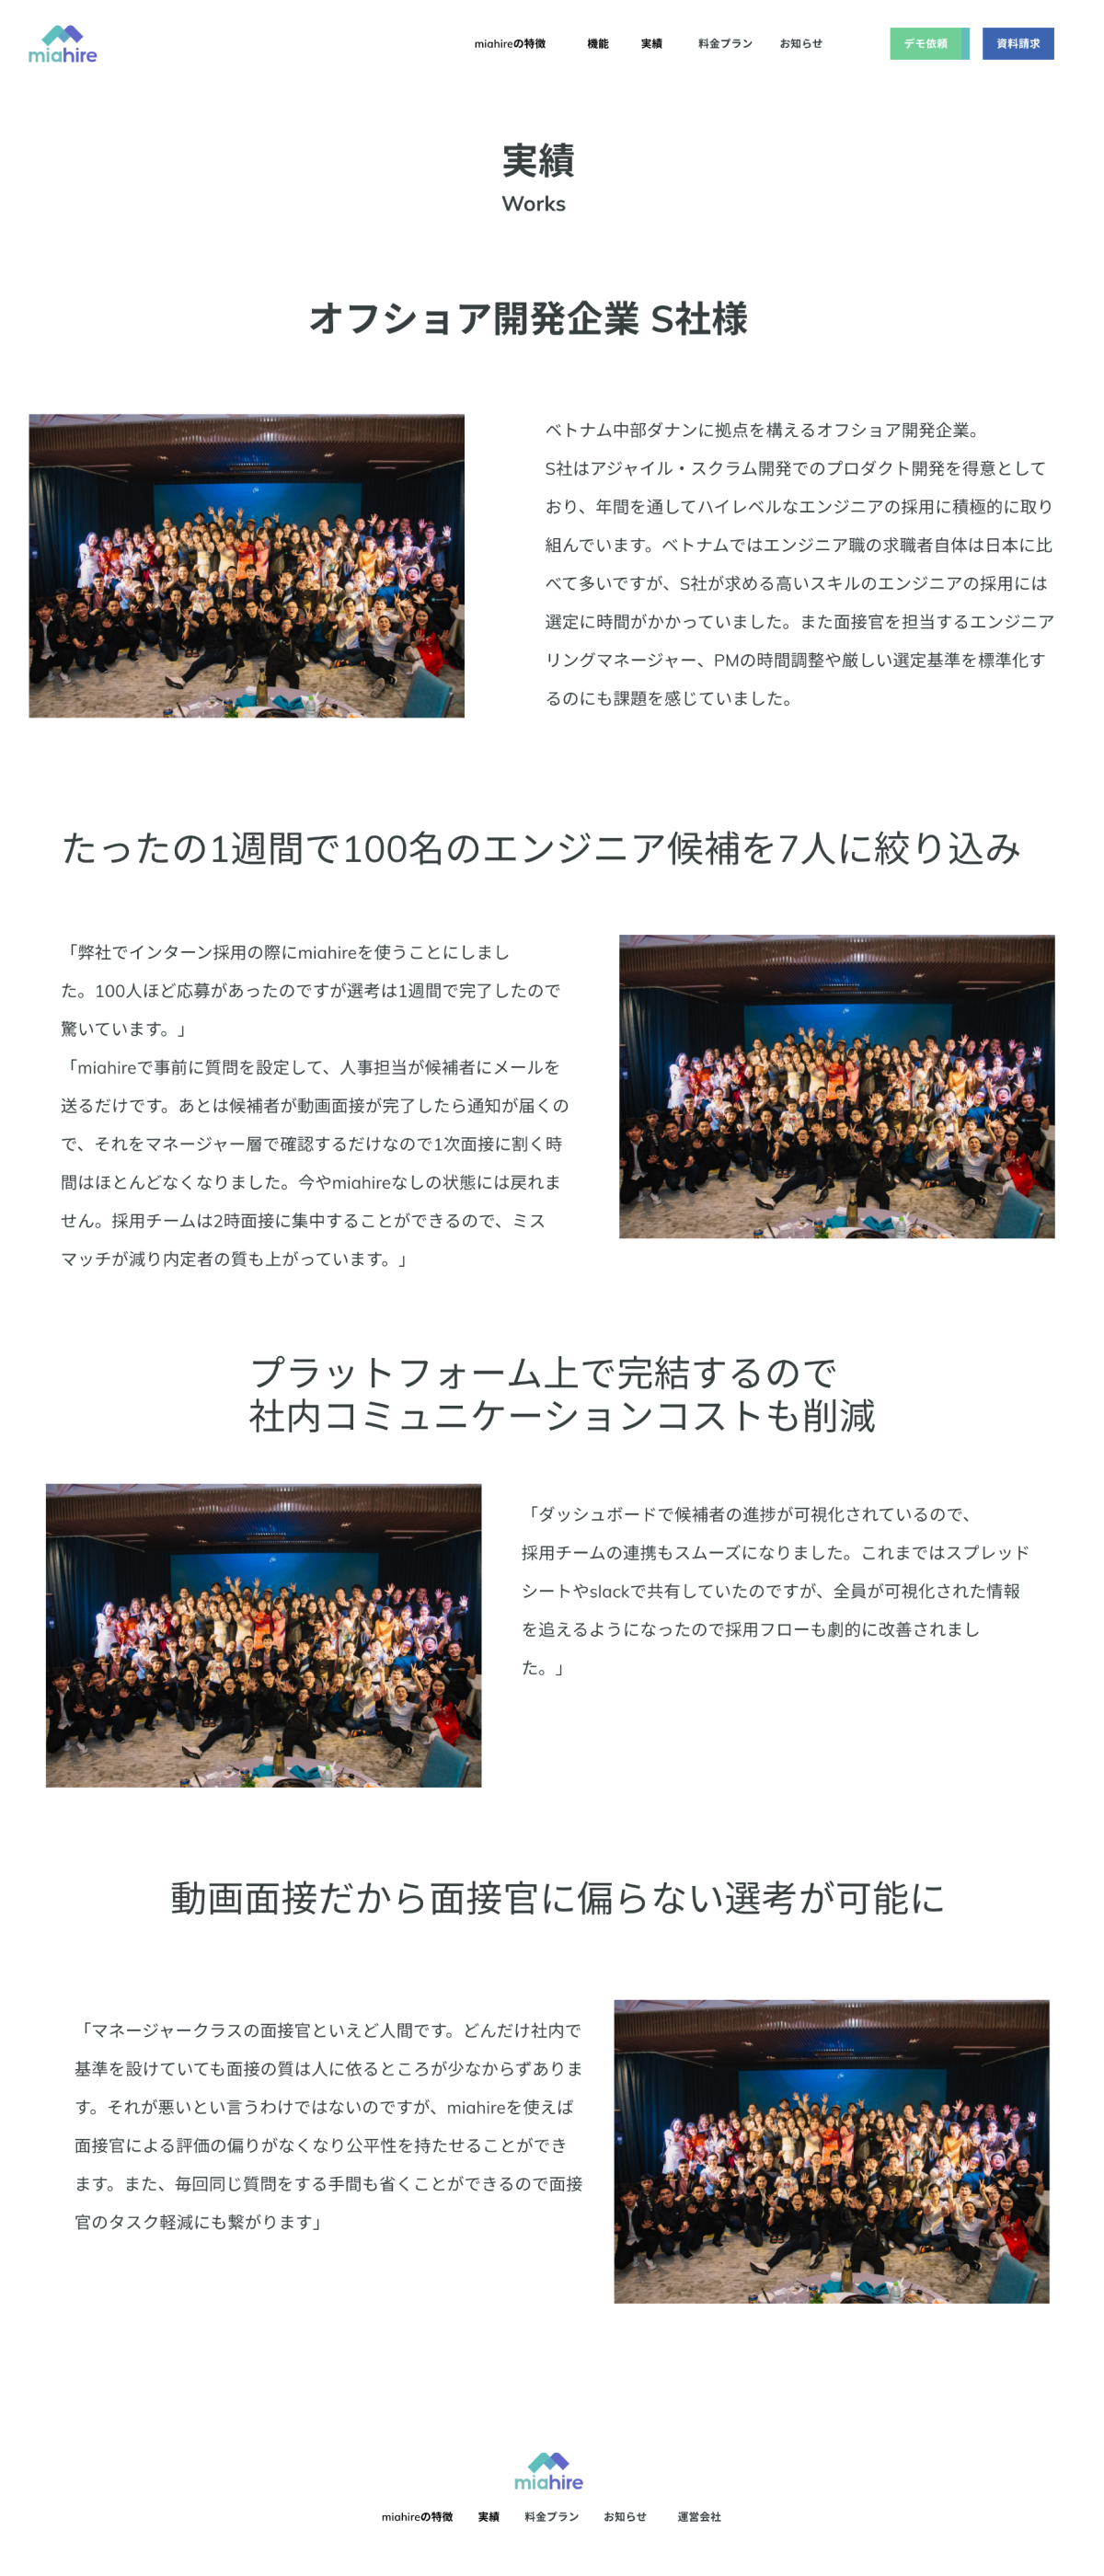 miahire
miahireの特徴 機能 実績 料金プラン お知らせ デモ依頼 資料請求
実績
Works
オフショア開発企業 S社様
ベトナム中部ダナンに拠点を構えるオフショア開発企業。
S社はアジャイル・スクラム開発でのプロダクト開発を得意として
おり、年間を通してハイレベルなエンジニアの採用に積極的に取り
組んでいます。ベトナムではエンジニア職の求職者自体は日本に比
べて多いですが、S社が求める高いスキルのエンジニアの採用には
選定に時間がかかっていました。また面接官を担当するエンジニア
リングマネージャー、PMの時間調整や厳しい選定基準を標準化す
るのにも課題を感じていました。
たったの1週間で100名のエンジニア候補を7人に絞り込み
「弊社でインターン採用の際にmiahireを使うことにしまし
た。100人ほど応募があったのですが選考は1週間で完了したので
驚いています。」
「miahireで事前に質問を設定して、人事担当が候補者にメールを
送るだけです。あとは候補者が動画面接が完了したら通知が届くの
で、それをマネージャー層で確認するだけなので1次面接に割く時
間はほとんどなくなりました。今やmiahireなしの状態には戻れま
せん。採用チームは2時面接に集中することができるので、ミス
マッチが減り内定者の質も上がっています。」
プラットフォーム上で完結するので
社内コミュニケーションコストも削減
「ダッシュボードで候補者の進捗が可視化されているので、
採用チームの連携もスムーズになりました。これまではスプレッド
シートやslackで共有していたのですが、全員が可視化された情報
を追えるようになったので採用フローも劇的に改善されまし
た。」
動画面接だから面接官に偏らない選考が可能に
「マネージャークラスの面接官といえど人間です。どんだけ社内で
基準を設けていても面接の質は人に依るところが少なからずありま
す。それが悪いとい言うわけではないのですが、miahireを使えば
面接官による評価の偏りがなくなり公平性を持たせることができ
ます。また、毎回同じ質問をする手間も省くことができるので面接
官のタスク軽減にも繋がります」
miahire
miahireの特徴 実績 料金プラン お知らせ 運営会社